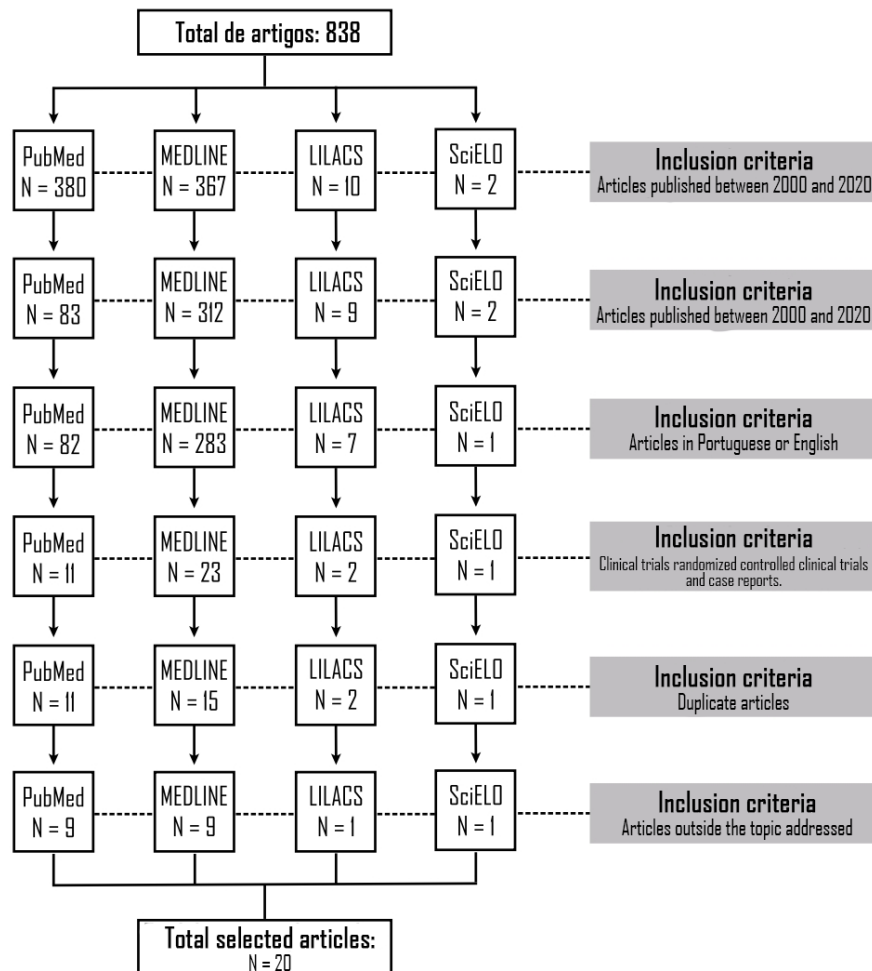 Total de artigos: 838
PubMed
N = 380
MEDLINE
N = 367
LILACS
N = 10
SciELO
N = 2
Inclusion criteria
Articles published between 2000 and 2020
PubMed
N = 83
MEDLINE
N = 312
LILACS
N = 9
SciELO
N = 2
Inclusion criteria
Articles published between 2000 and 2020
PubMed
N = 82
MEDLINE
N = 283
LILACS
N = 7
SciELO
N = 1
Inclusion criteria
Articles in Portuguese or English
PubMed
N = 11
MEDLINE
N = 23
LILACS
N = 2
SciELO
N = 1
Inclusion criteria
Clinical trials randomized controlled clinical trials
and case reports.
PubMed
N = 11
MEDLINE
N = 15
LILACS
N = 2
SciELO
N = 1
Inclusion criteria
Duplicate articles
PubMed
N = 9
MEDLINE
N = 9
LILACS
N = 1
SciELO
N = 1
Inclusion criteria
Articles outside the topic addressed
Total selected articles:
N = 20